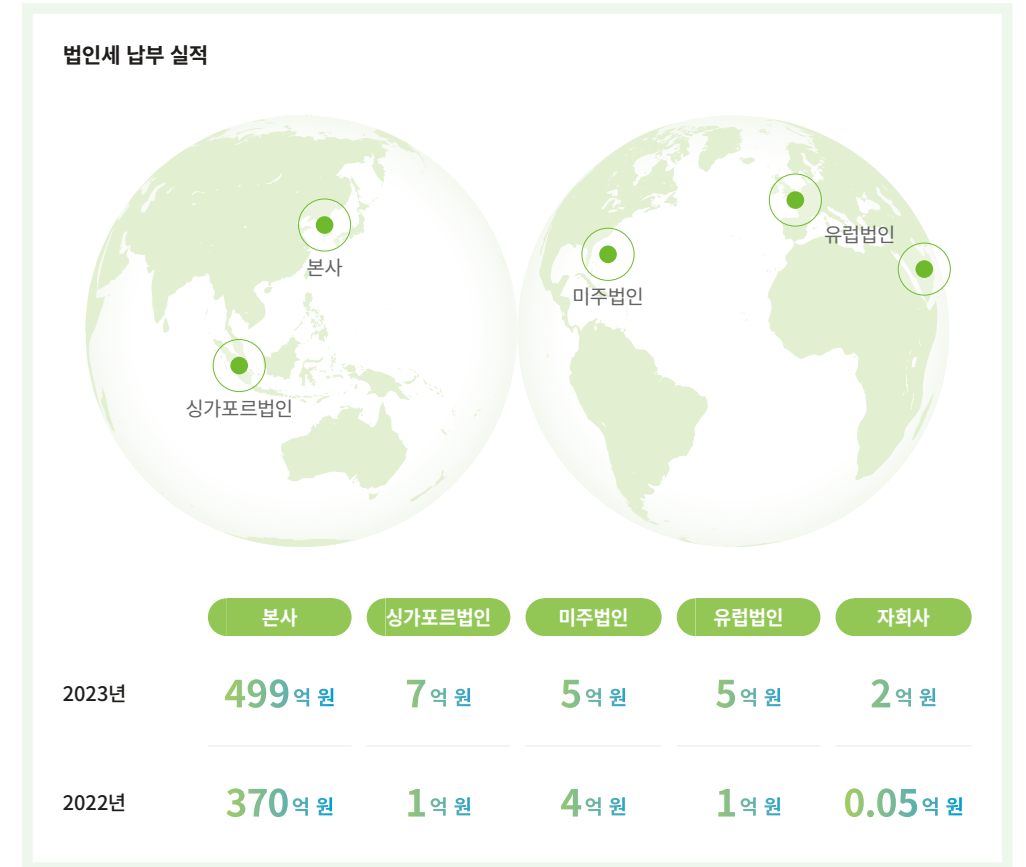 법인세 납부 실적
본사
유럽법인
미주법인
싱가포르법인
본사 싱가포르법인 미주법인 유럽법인 자회사
2023년 499억 원 7억 원 5억 원 5억 원 2억 원
2022년 370억 원 1억 원 4억 원 1억 원 0.05억 원